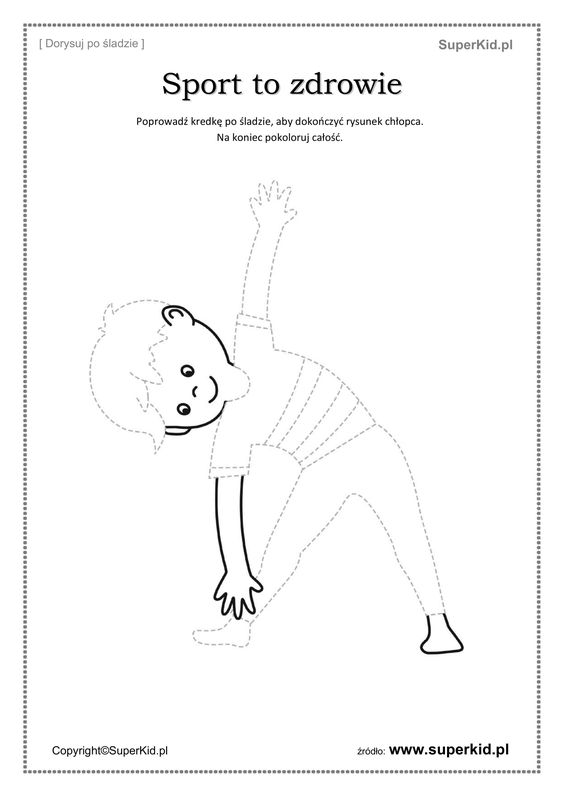 [ Dorysuj po śladzie ]
SuperKid.pl
Sport to zdrowie
Poprowadź kredkę po śladzie, aby dokończyć rysunek chłopca.
Na koniec pokoloruj całość.
Copyright©SuperKid.pl
źródło: www.superkid.pl